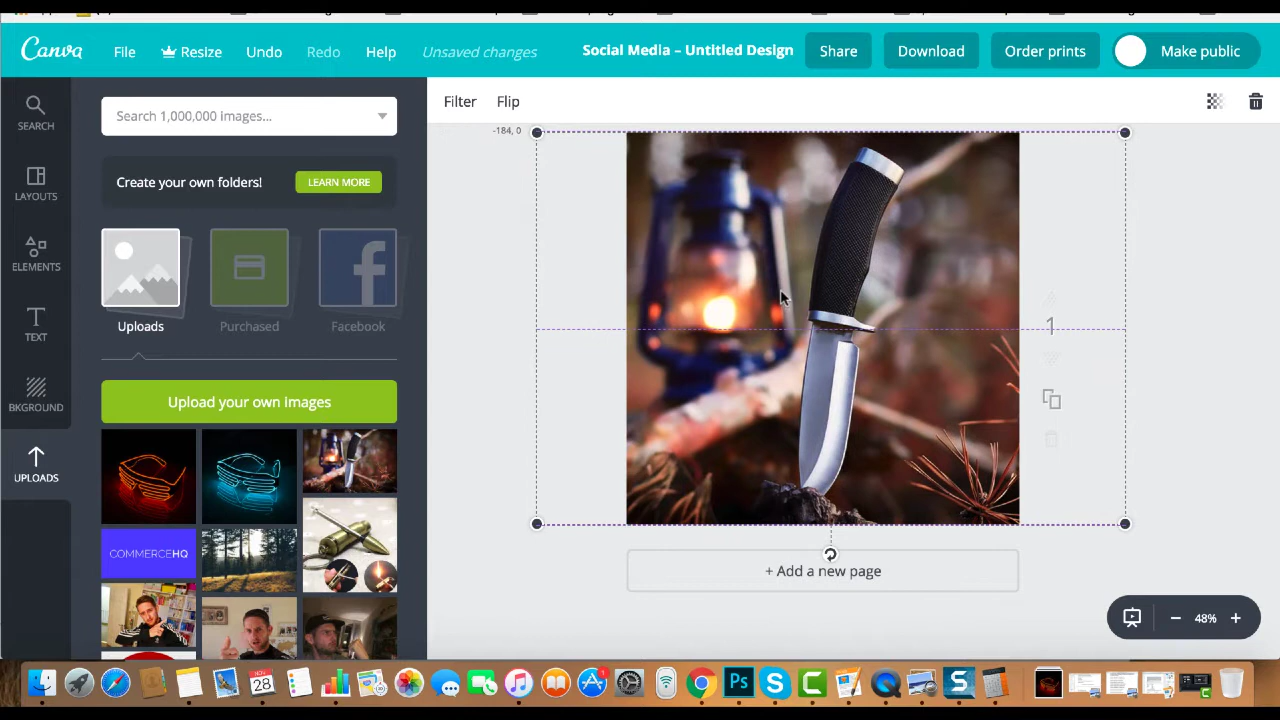 Canva
File
Resize
Undo
Redo
Help
Unsaved changes
Social Media – Untitled Design
Share
Download
Order prints
Make public
SEARCH
LAYOUTS
ELEMENTS
TEXT
BKGROUND
UPLOADS
Search 1,000,000 images...
Create your own folders!
LEARN MORE
Uploads
Purchased
Facebook
Upload your own images
COMMERCEHQ
Filter
Flip
-184, 0
1
+ Add a new page
48%
NOV
28
Ps